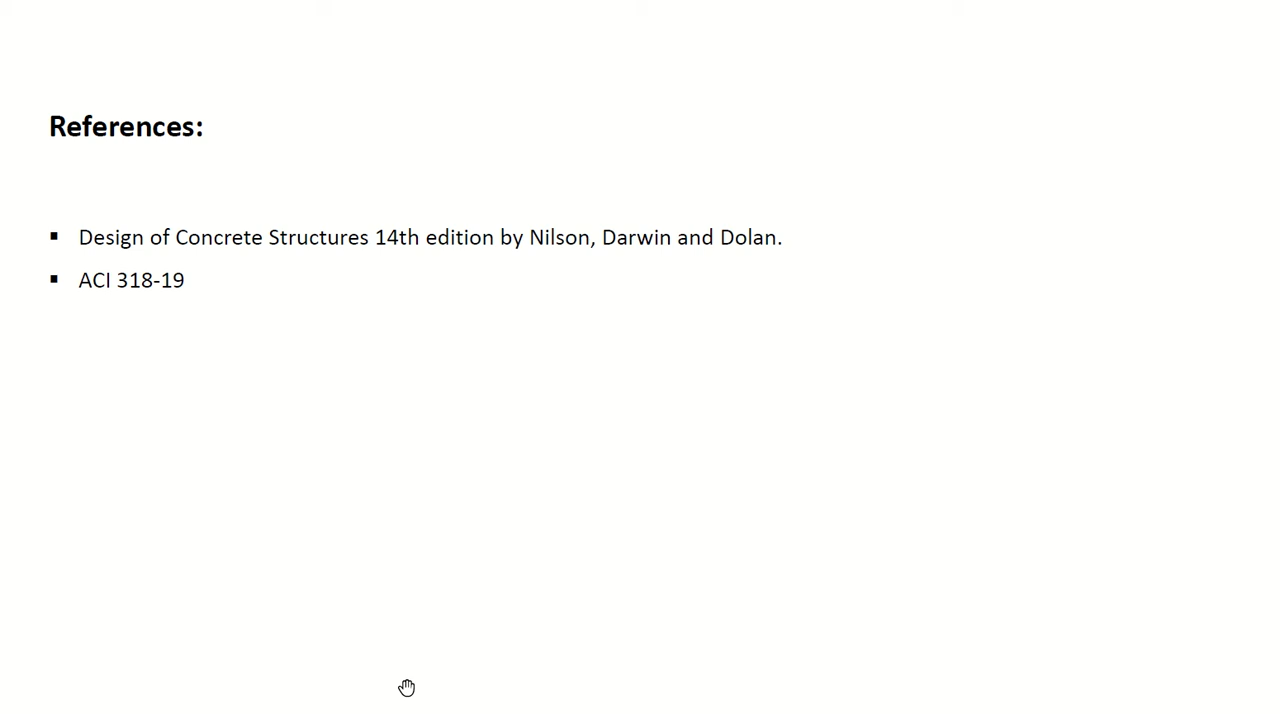 References:
▪ Design of Concrete Structures 14th edition by Nilson, Darwin and Dolan.
▪ ACI 318-19